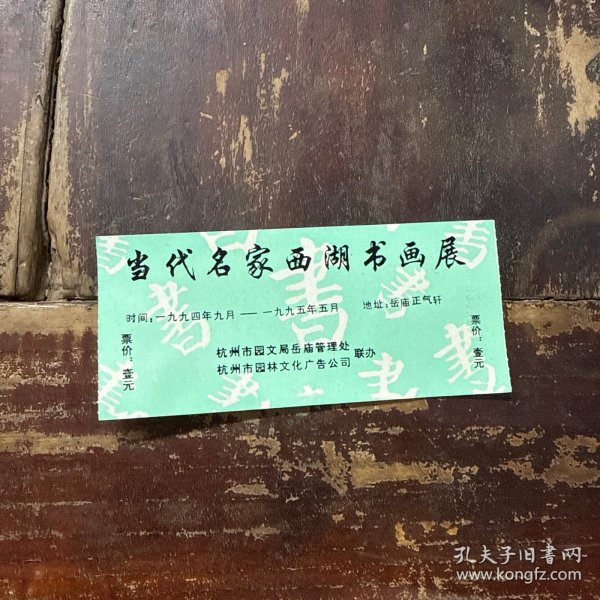 当代名家西湖书画展
时间:一九九四年九月——一九九五年五月 地址:岳庙正气轩
票价:壹元
杭州市园文局岳庙管理处
杭州市园林文化广告公司
联办
票价:壹元
書
孔夫子旧書网
www.kongfz.com